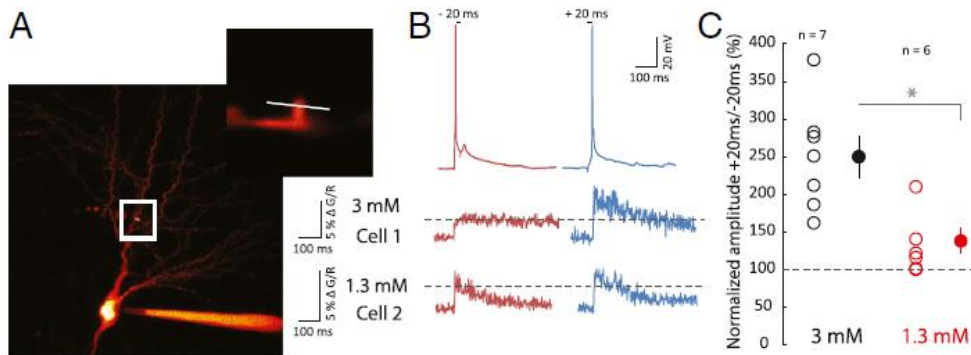 A
B
- 20 ms
+ 20 ms
20 mV
100 ms
5 % Δ G/R
100 ms
3 mM
Cell 1
5 % Δ G/R
100 ms
1.3 mM
Cell 2
C
Normalized amplitude +20ms/-20ms (%)
400
350
300
250
200
150
100
50
0
n = 7
n = 6
*
3 mM
1.3 mM